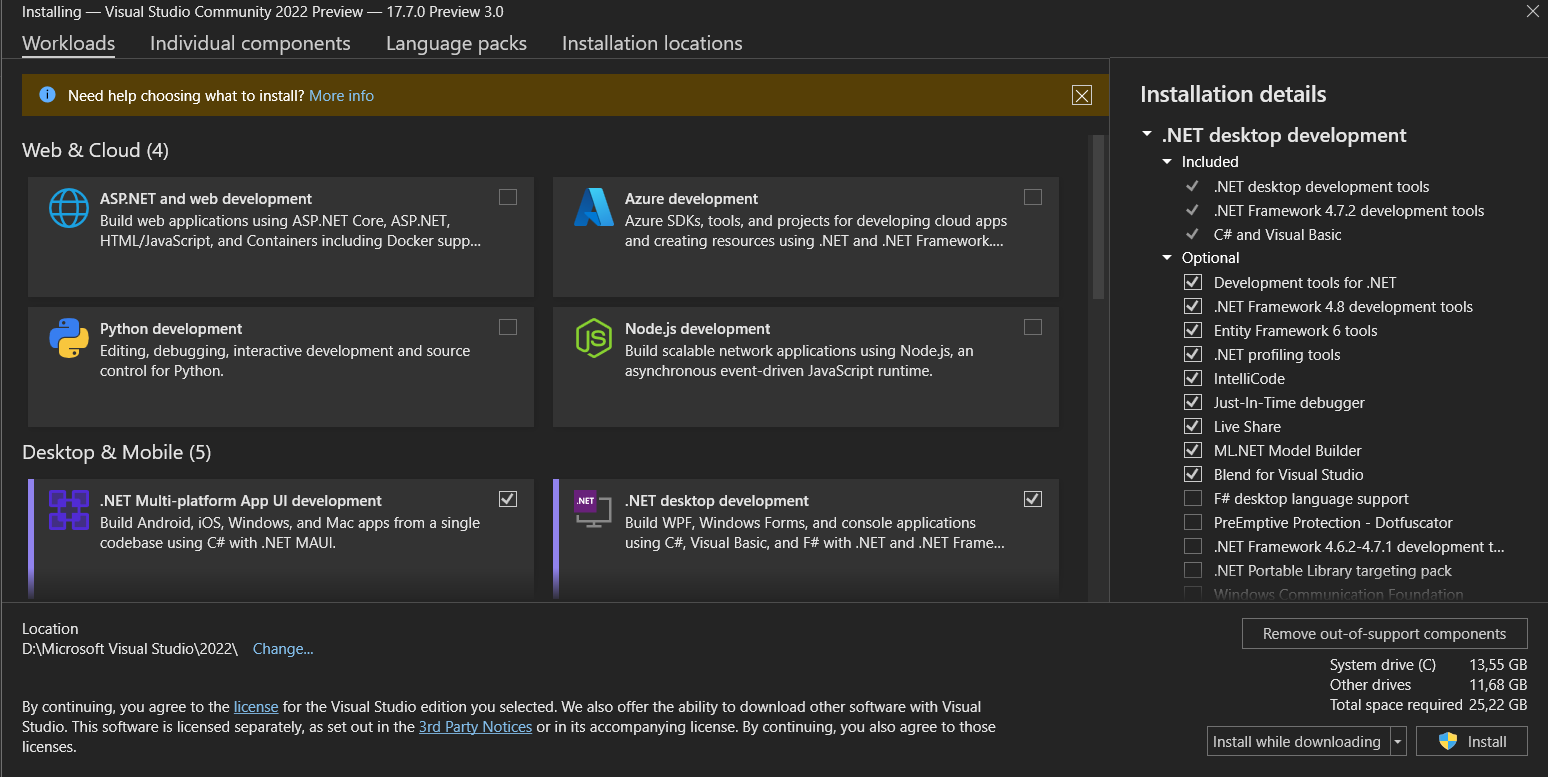 Installing — Visual Studio Community 2022 Preview — 17.7.0 Preview 3.0
Workloads Individual components Language packs Installation locations
Need help choosing what to install? More info
Web & Cloud (4)
ASP.NET and web development
Build web applications using ASP.NET Core, ASP.NET,
HTML/JavaScript, and Containers including Docker supp...
Azure development
Azure SDKs, tools, and projects for developing cloud apps
and creating resources using .NET and .NET Framework....
Python development
Editing, debugging, interactive development and source
control for Python.
Node.js development
Build scalable network applications using Node.js, an
asynchronous event-driven JavaScript runtime.
Desktop & Mobile (5)
.NET Multi-platform App UI development
Build Android, iOS, Windows, and Mac apps from a single
codebase using C# with .NET MAUI.
.NET
.NET desktop development
Build WPF, Windows Forms, and console applications
using C#, Visual Basic, and F# with .NET and .NET Frame...
Installation details
.NET desktop development
Included
.NET desktop development tools
.NET Framework 4.7.2 development tools
C# and Visual Basic
Optional
Development tools for .NET
.NET Framework 4.8 development tools
Entity Framework 6 tools
.NET profiling tools
IntelliCode
Just-In-Time debugger
Live Share
ML.NET Model Builder
Blend for Visual Studio
F# desktop language support
PreEmptive Protection - Dotfuscator
.NET Framework 4.6.2-4.7.1 development t...
.NET Portable Library targeting pack
Windows Communication Foundation
Location
D:\Microsoft Visual Studio\2022\ Change...
By continuing, you agree to the license for the Visual Studio edition you selected. We also offer the ability to download other software with Visual
Studio. This software is licensed separately, as set out in the 3rd Party Notices or in its accompanying license. By continuing, you also agree to those
licenses.
Remove out-of-support components
System drive (C) 13,55 GB
Other drives 11,68 GB
Total space required 25,22 GB
Install while downloading
Install